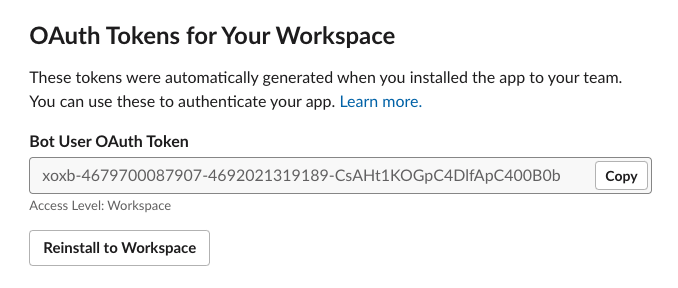 OAuth Tokens for Your Workspace
These tokens were automatically generated when you installed the app to your team.
You can use these to authenticate your app. Learn more.
Bot User OAuth Token
xoxb-4679700087907-4692021319189-CsAHt1KOGpC4DlfApC400B0b
Copy
Access Level: Workspace
Reinstall to Workspace